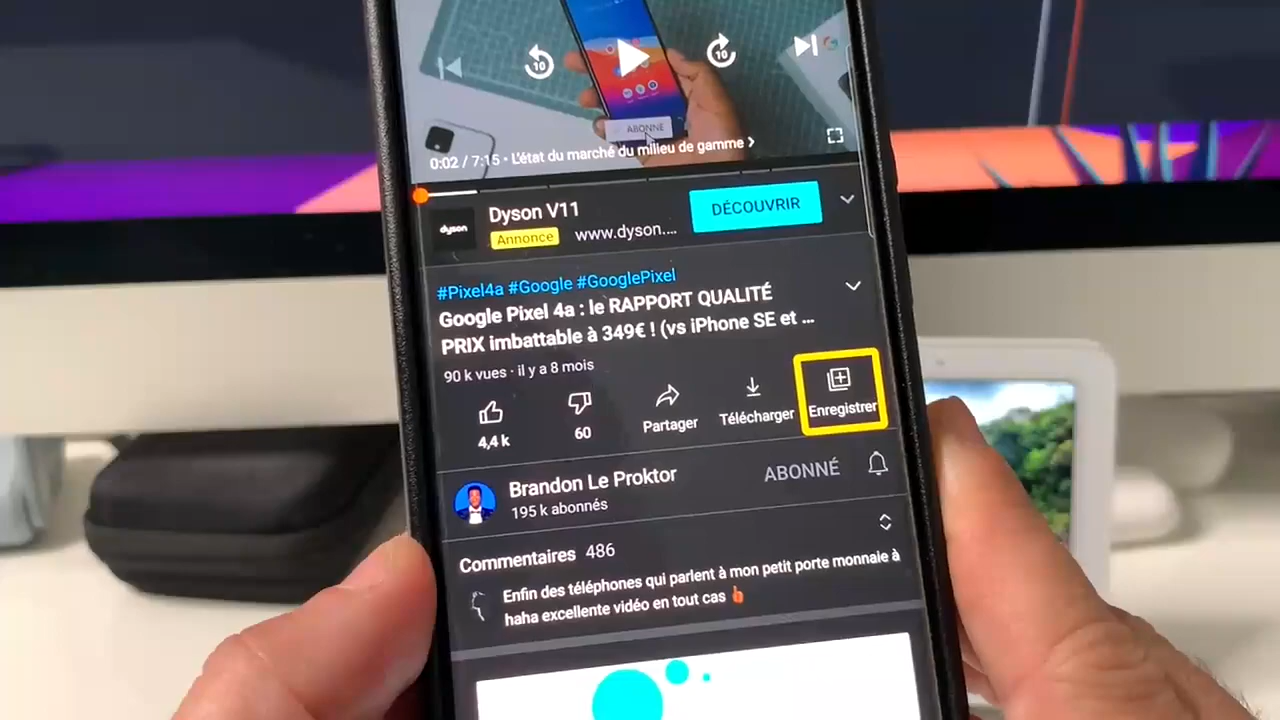 10
10
ABONNÉ
0:02 / 7:15 · L'état du marché du milieu de gamme
dyson
Dyson V11
Annonce www.dyson....
DÉCOUVRIR
#Pixel4a #Google #GooglePixel
Google Pixel 4a : le RAPPORT QUALITÉ
PRIX imbattable à 349€ ! (vs iPhone SE et ...
90 k vues · il y a 8 mois
4,4 k
60
Partager
Télécharger
Enregistrer
Brandon Le Proktor
195 k abonnés
ABONNÉ
Commentaires 486
Enfin des téléphones qui parlent à mon petit porte monnaie à
haha excellente vidéo en tout cas